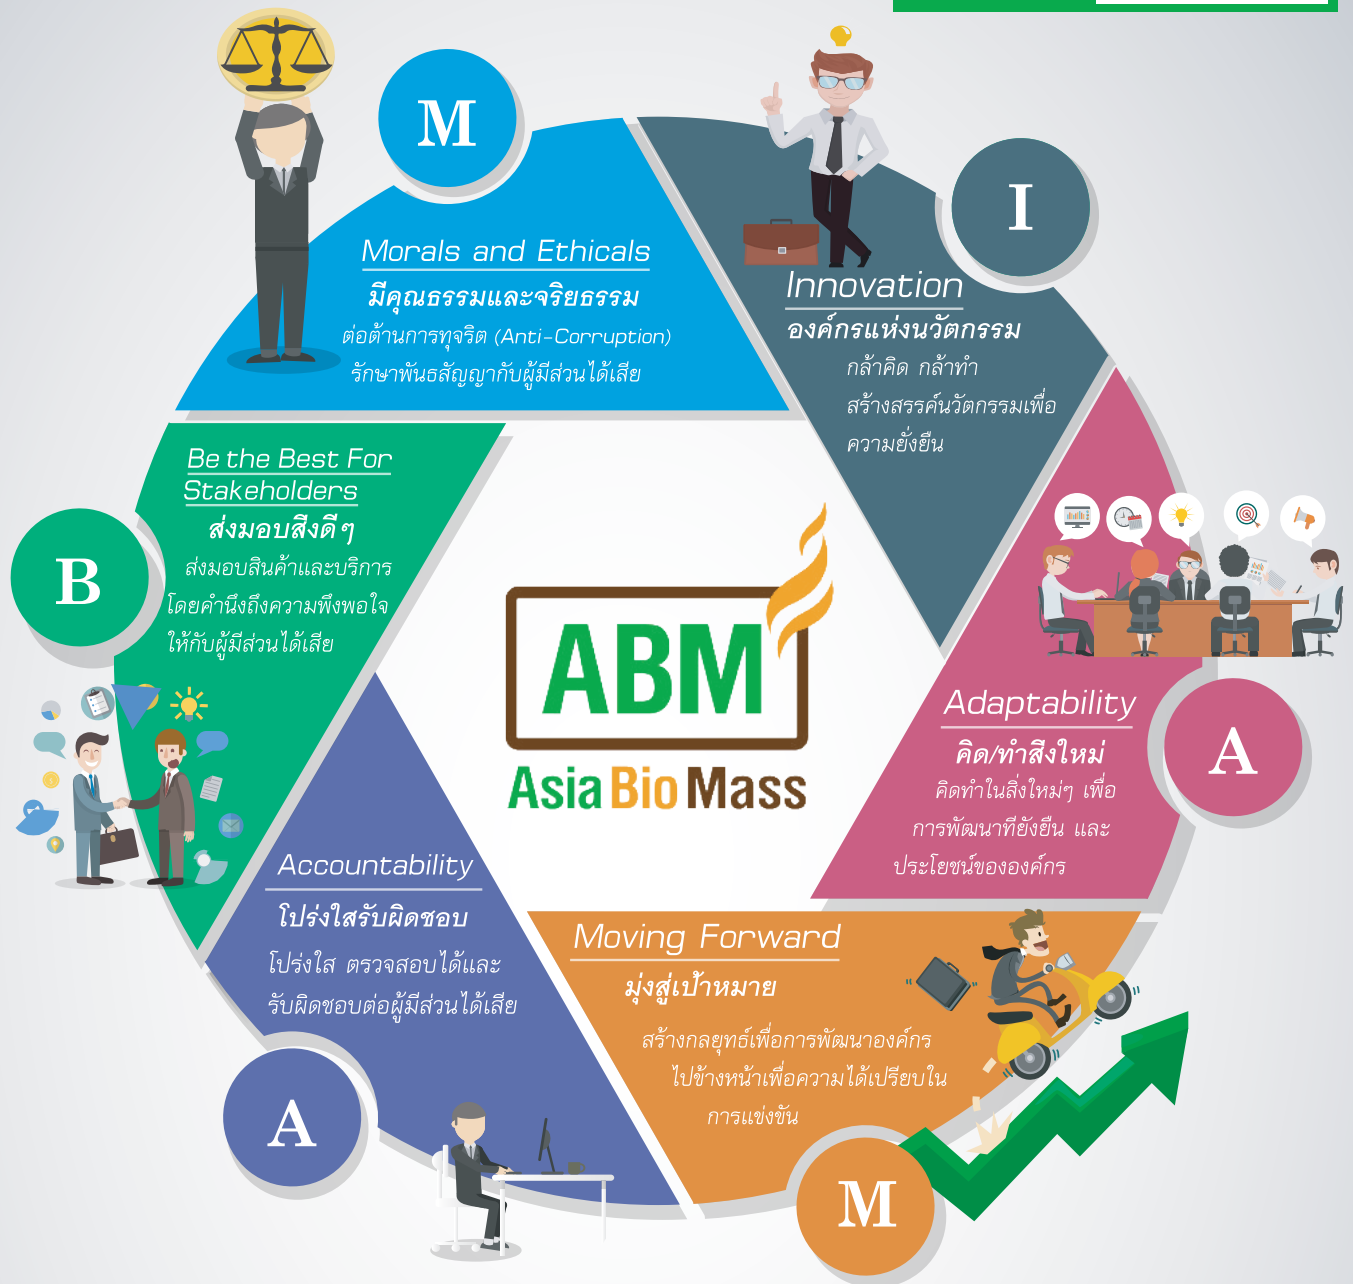 M
Morals and Ethicals
มีคุณธรรมและจริยธรรม
ต่อต้านการทุจริต (Anti-Corruption)
รักษาพันธสัญญากับผู้มีส่วนได้เสีย
I
Innovation
องค์กรแห่งนวัตกรรม
กล้าคิด กล้าทำ
สร้างสรรค์นวัตกรรมเพื่อ
ความยั่งยืน
B
Be the Best For
Stakeholders
ส่งมอบสิ่งดีๆ
ส่งมอบสินค้าและบริการ
โดยคำนึงถึงความพึงพอใจ
ให้กับผู้มีส่วนได้เสีย
ABM
Asia Bio Mass
A
Adaptability
คิด/ทำสิ่งใหม่
คิดทำในสิ่งใหม่ๆ เพื่อ
การพัฒนาที่ยั่งยืน และ
ประโยชน์ขององค์กร
A
Accountability
โปร่งใสรับผิดชอบ
โปร่งใส ตรวจสอบได้และ
รับผิดชอบต่อผู้มีส่วนได้เสีย
M
Moving Forward
มุ่งสู่เป้าหมาย
สร้างกลยุทธ์เพื่อการพัฒนาองค์กร
ไปข้างหน้าเพื่อความได้เปรียบใน
การแข่งขัน